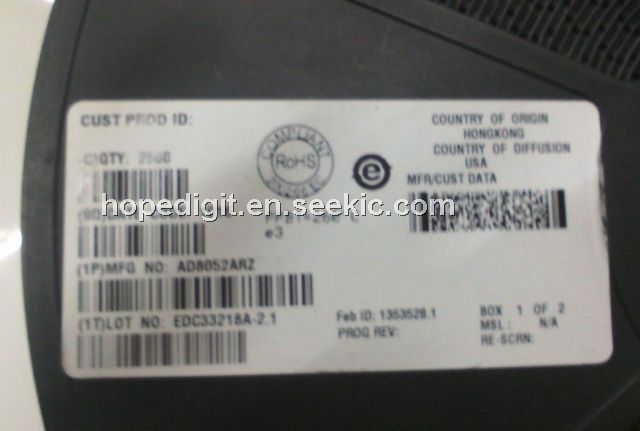 CUST PROD ID:
QTY:
COMPLIANT
RoHS
e
COUNTRY OF ORIGIN
HONGKONG
COUNTRY OF DIFFUSION
USA
MFR/CUST DATA
hopedigit.en.seekic.com
e3
(1P)MFG NO: AD8052ARZ
(1T)LOT NO: EDC33218A-2.1
Fab ID: 1353528.1
PROG REV:
BOX 1 OF 2
MSL: N/A
RE-SCRN: